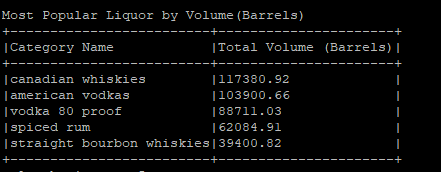 Most Popular Liquor by Volume(Barrels)
+--------------------------+-----------------------+
|Category Name             |Total Volume (Barrels)|
+--------------------------+-----------------------+
|canadian whiskies         |117380.92              |
|american vodkas           |103900.66              |
|vodka 80 proof            |88711.03               |
|spiced rum                |62084.91               |
|straight bourbon whiskies|39400.82               |
+--------------------------+-----------------------+